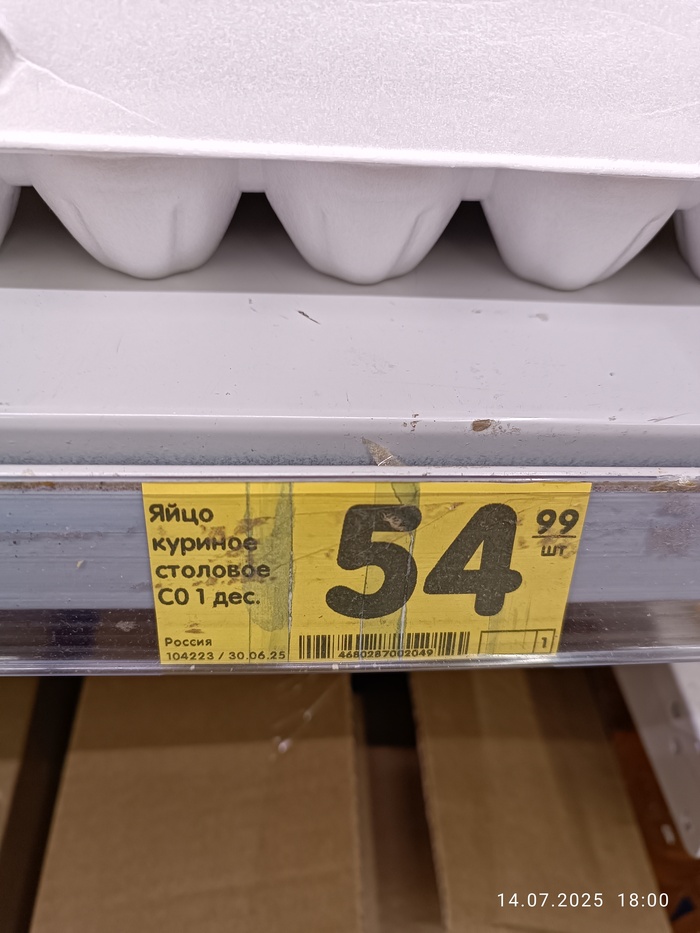 Яйцо
куриное
столовое
С0 1 дес.
54 99
шт
Россия
104223 / 30.06.25
4680287002049
1
14.07.2025 18:00